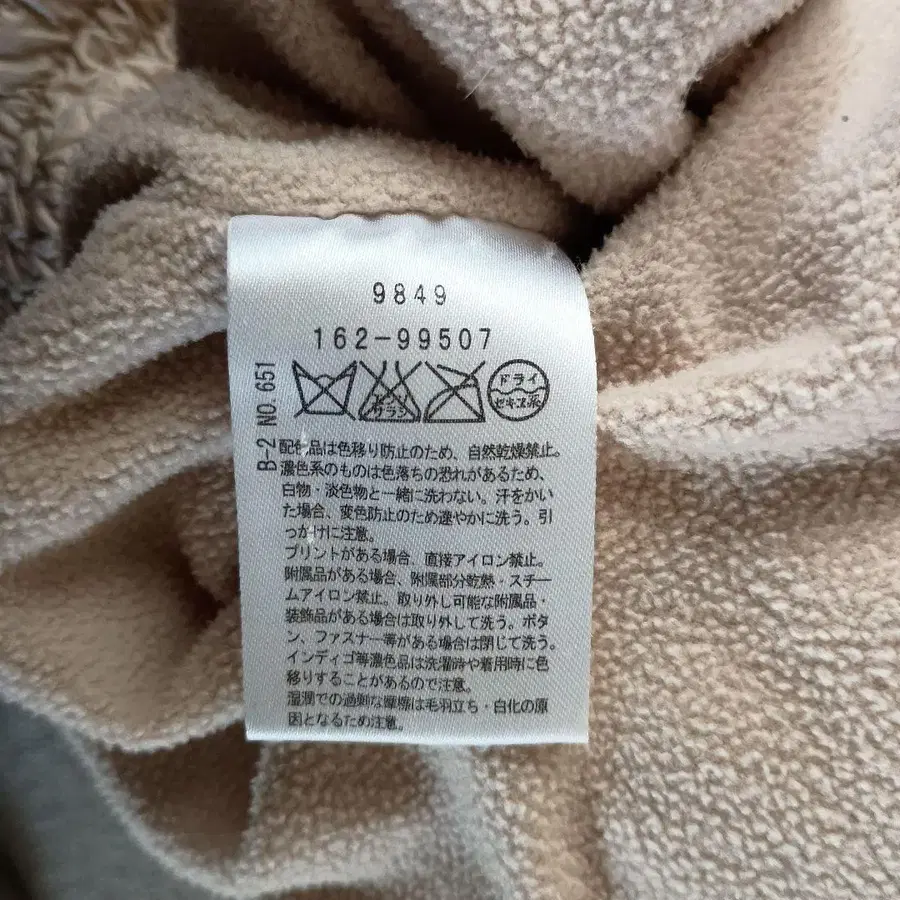 9849
162-99507
B-2 NO. 651
エンソ
サラシ
ドライ
セキユ系
配色品は色移り防止のため、自然乾燥禁止。
濃色系のものは色落ちの恐れがあるため、
白物・淡色物と一緒に洗わない。汗をかい
た場合、変色防止のため速やかに洗う。引
っかけに注意。
プリントがある場合、直接アイロン禁止。
附属品がある場合、附属部分乾熱・スチー
ムアイロン禁止。取り外し可能な附属品・
装飾品がある場合は取り外して洗う。ボタ
ン、ファスナー等がある場合は閉じて洗う。
インディゴ等濃色品は洗濯時や着用時に色
移りすることがあるので注意。
湿潤での過剰な摩擦は毛羽立ち・白化の原
因となるため注意。